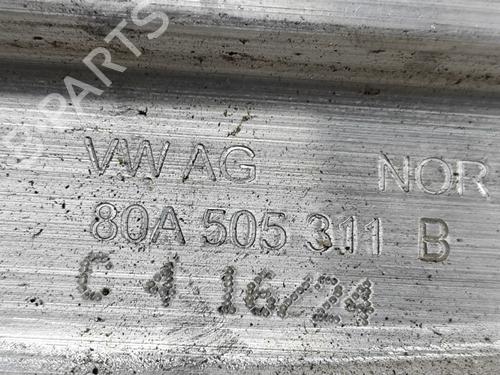 B-PARTS
VW AG NOR
80A 505 311 B
C 4 16/24